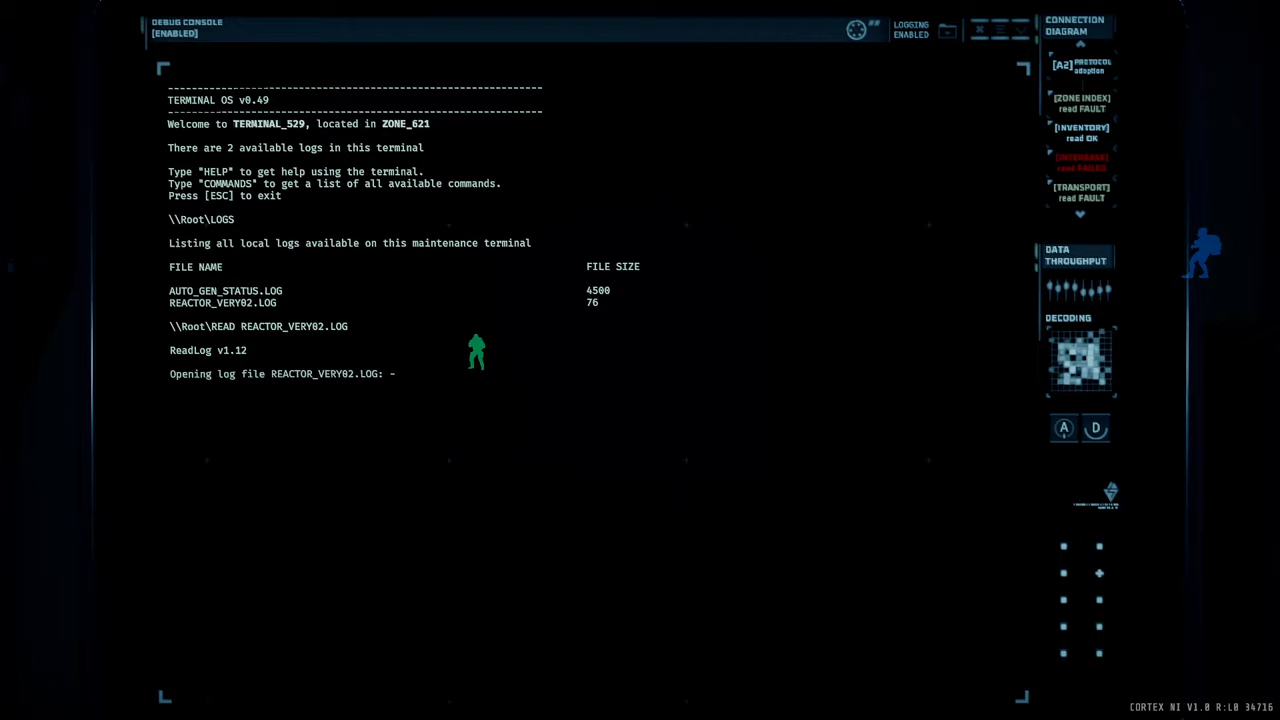 DEBUG CONSOLE
[ENABLED]
LOGGING
ENABLED
------------------------------------------------------------------
TERMINAL OS v0.49
------------------------------------------------------------------
Welcome to TERMINAL_529, located in ZONE_621
There are 2 available logs in this terminal
Type "HELP" to get help using the terminal.
Type "COMMANDS" to get a list of all available commands.
Press [ESC] to exit
\\Root\LOGS
Listing all local logs available on this maintenance terminal
FILE NAME FILE SIZE
AUTO_GEN_STATUS.LOG 4500
REACTOR_VERY02.LOG 76
\\Root\READ REACTOR_VERY02.LOG
ReadLog v1.12
Opening log file REACTOR_VERY02.LOG: -
CONNECTION
DIAGRAM
[A2] PROTOCOL
adoption
[ZONE INDEX]
read FAULT
[INVENTORY]
read OK
read FAILED
[TRANSPORT]
read FAULT
DATA
THROUGHPUT
DECODING
A D
CORTEX NI V1.0 R:L0 34716